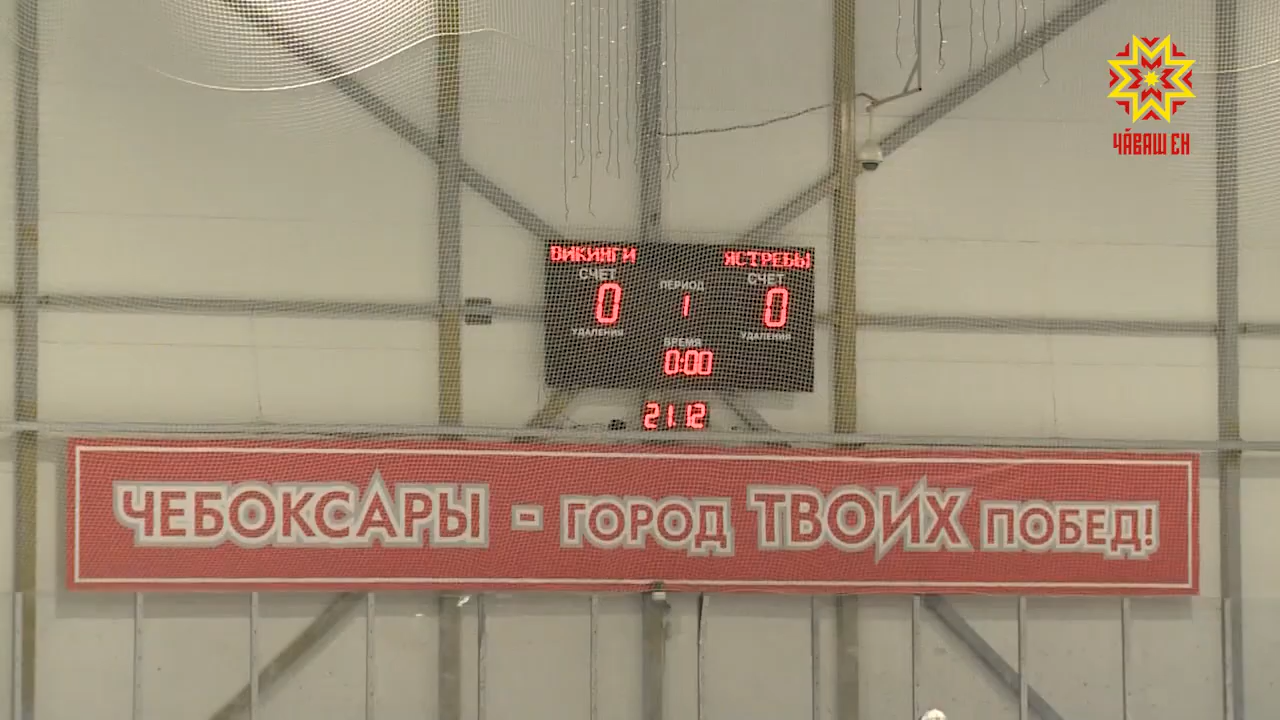 ЧӐВАШ ЕН
ВИКИНГИ ЯСТРЕБЫ
СЧЕТ ПЕРИОД СЧЕТ
0 1 0
УДАЛЕНИЯ ВРЕМЯ УДАЛЕНИЯ
0:00
21:12
ЧЕБОКСАРЫ - ГОРОД ТВОИХ ПОБЕД!